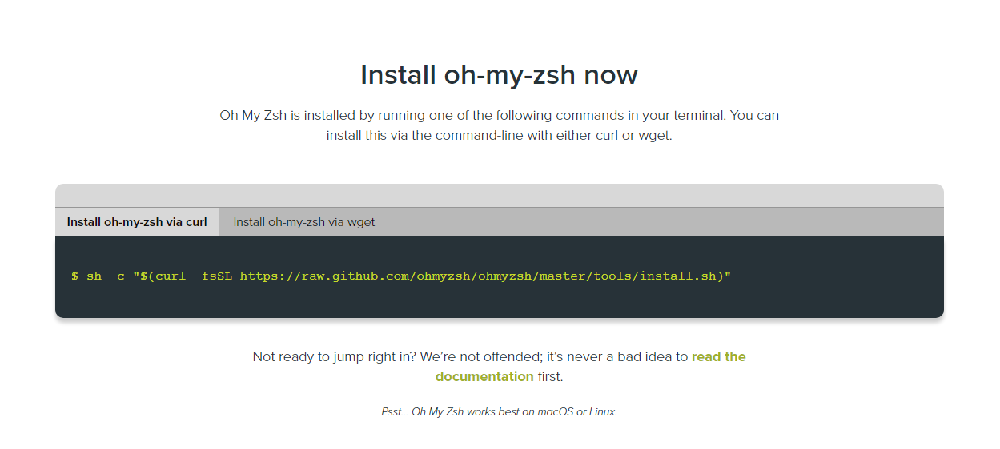 Install oh-my-zsh now
Oh My Zsh is installed by running one of the following commands in your terminal. You can
install this via the command-line with either curl or wget.
Install oh-my-zsh via curl
Install oh-my-zsh via wget
$ sh -c "$(curl -fsSL https://raw.github.com/ohmyzsh/ohmyzsh/master/tools/install.sh)"
Not ready to jump right in? We’re not offended; it’s never a bad idea to read the
documentation first.
Psst… Oh My Zsh works best on macOS or Linux.